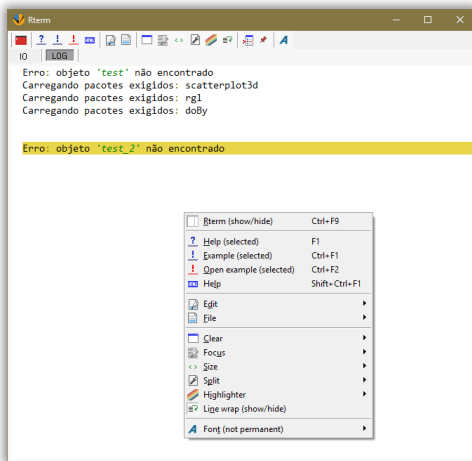 Rterm
IO LOG
Erro: objeto 'test' não encontrado
Carregando pacotes exigidos: scatterplot3d
Carregando pacotes exigidos: rgl
Carregando pacotes exigidos: doBy
Erro: objeto 'test_2' não encontrado
Rterm (show/hide) Ctrl+F9
Help (selected) F1
Example (selected) Ctrl+F1
Open example (selected) Ctrl+F2
Help Shift+Ctrl+F1
Edit
File
Clear
Focus
Size
Split
Highlighter
Line wrap (show/hide)
Font (not permanent)